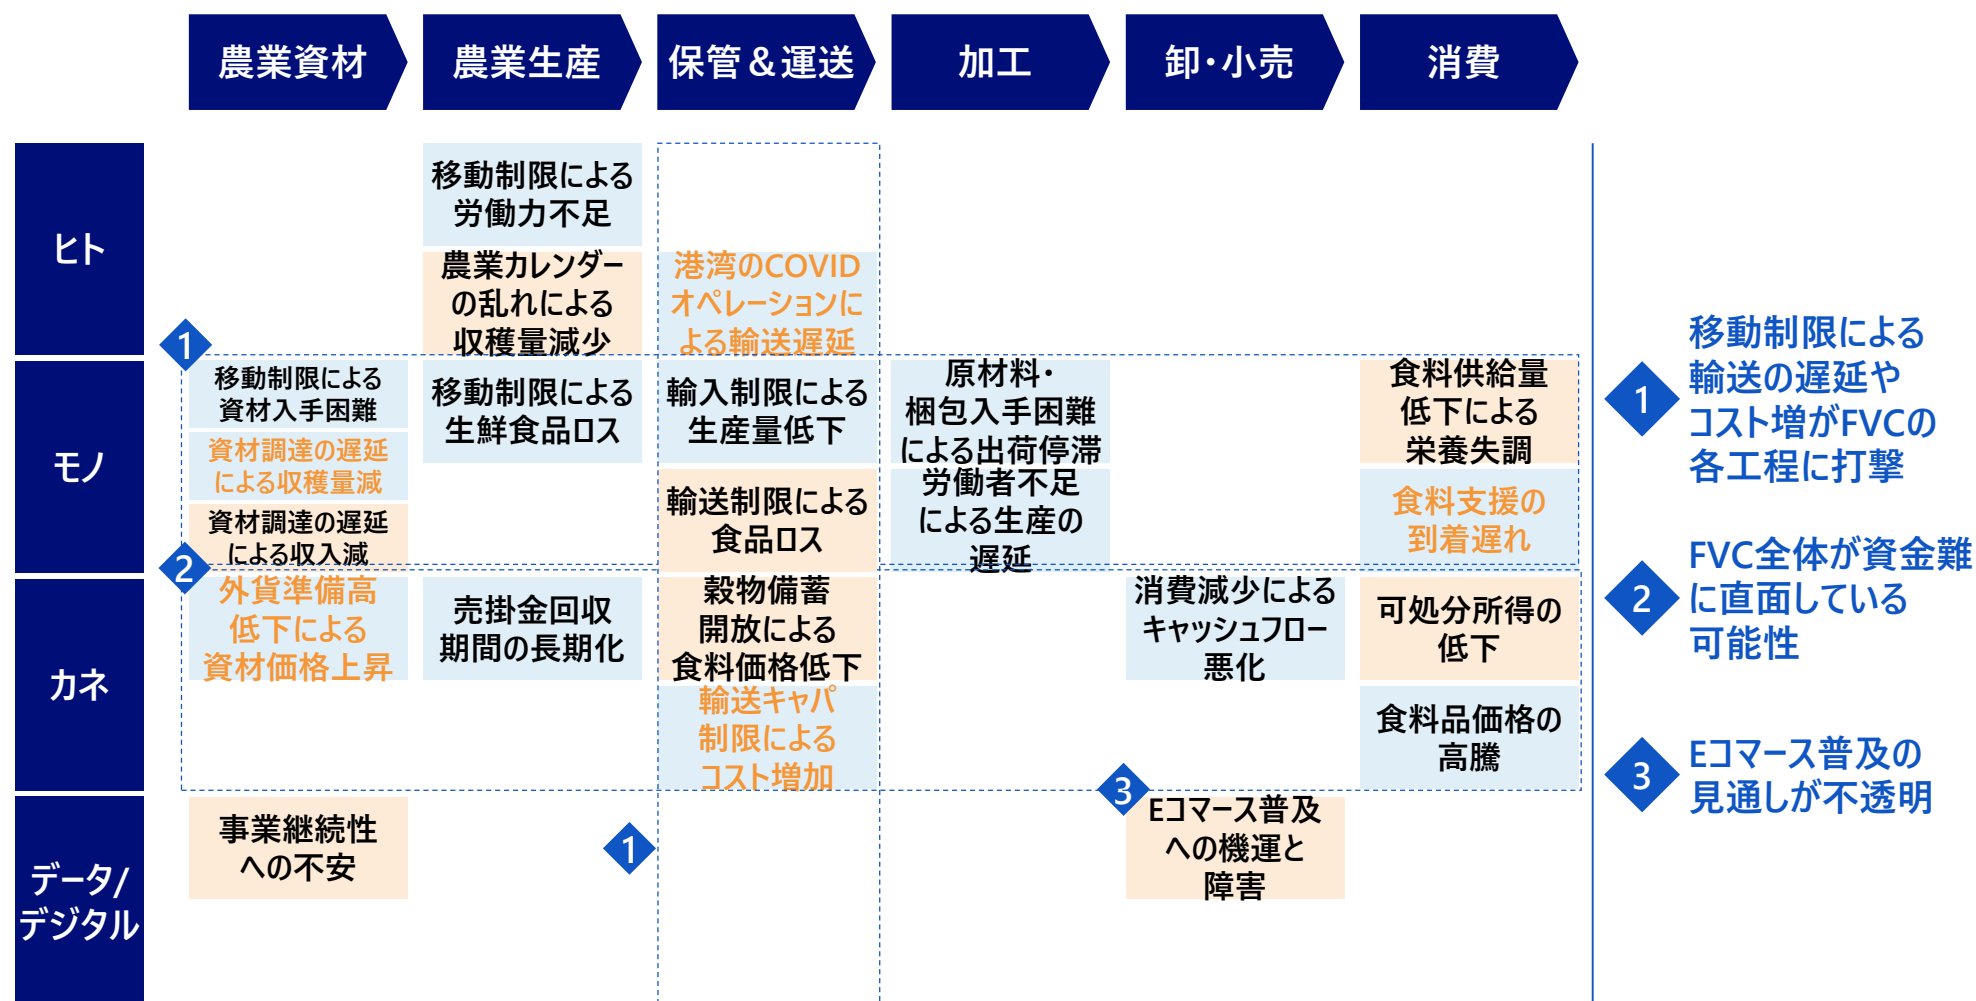 農業資材
農業生産
保管＆運送
加工
卸・小売
消費
ヒト
移動制限による
労働力不足
農業カレンダー
の乱れによる
収穫量減少
港湾のCOVID
オペレーションに
よる輸送遅延
1
モノ
移動制限による
資材入手困難
資材調達の遅延
による収穫量減
資材調達の遅延
による収入減
移動制限による
生鮮食品ロス
輸入制限による
生産量低下
輸送制限による
食品ロス
原材料・
梱包入手困難
による出荷停滞
労働者不足
による生産の
遅延
食料供給量
低下による
栄養失調
食料支援の
到着遅れ
2
カネ
外貨準備高
低下による
資材価格上昇
売掛金回収
期間の長期化
穀物備蓄
開放による
食料価格低下
輸送キャパ
制限による
コスト増加
消費減少による
キャッシュフロー
悪化
可処分所得の
低下
食料品価格の
高騰
データ/
デジタル
事業継続性
への不安
1
3
Eコマース普及
への機運と
障害
1
移動制限による
輸送の遅延や
コスト増がFVCの
各工程に打撃
2
FVC全体が資金難
に直面している
可能性
3
Eコマース普及の
見通しが不透明